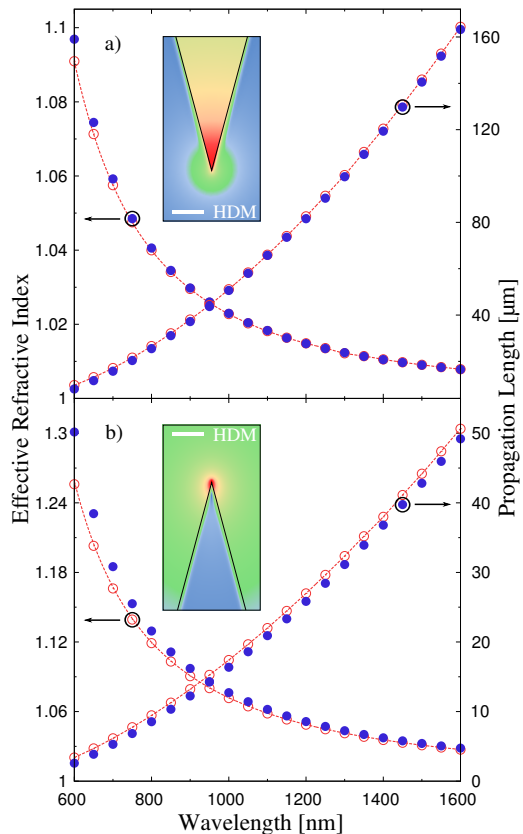 1.1
1.08
1.06
1.04
1.02
1
160
120
80
40
a)
HDM
Effective Refractive Index
Propagation Length [μm]
1.3
1.24
1.18
1.12
1.06
1
50
40
30
20
10
0
b)
HDM
600 800 1000 1200 1400 1600
Wavelength [nm]